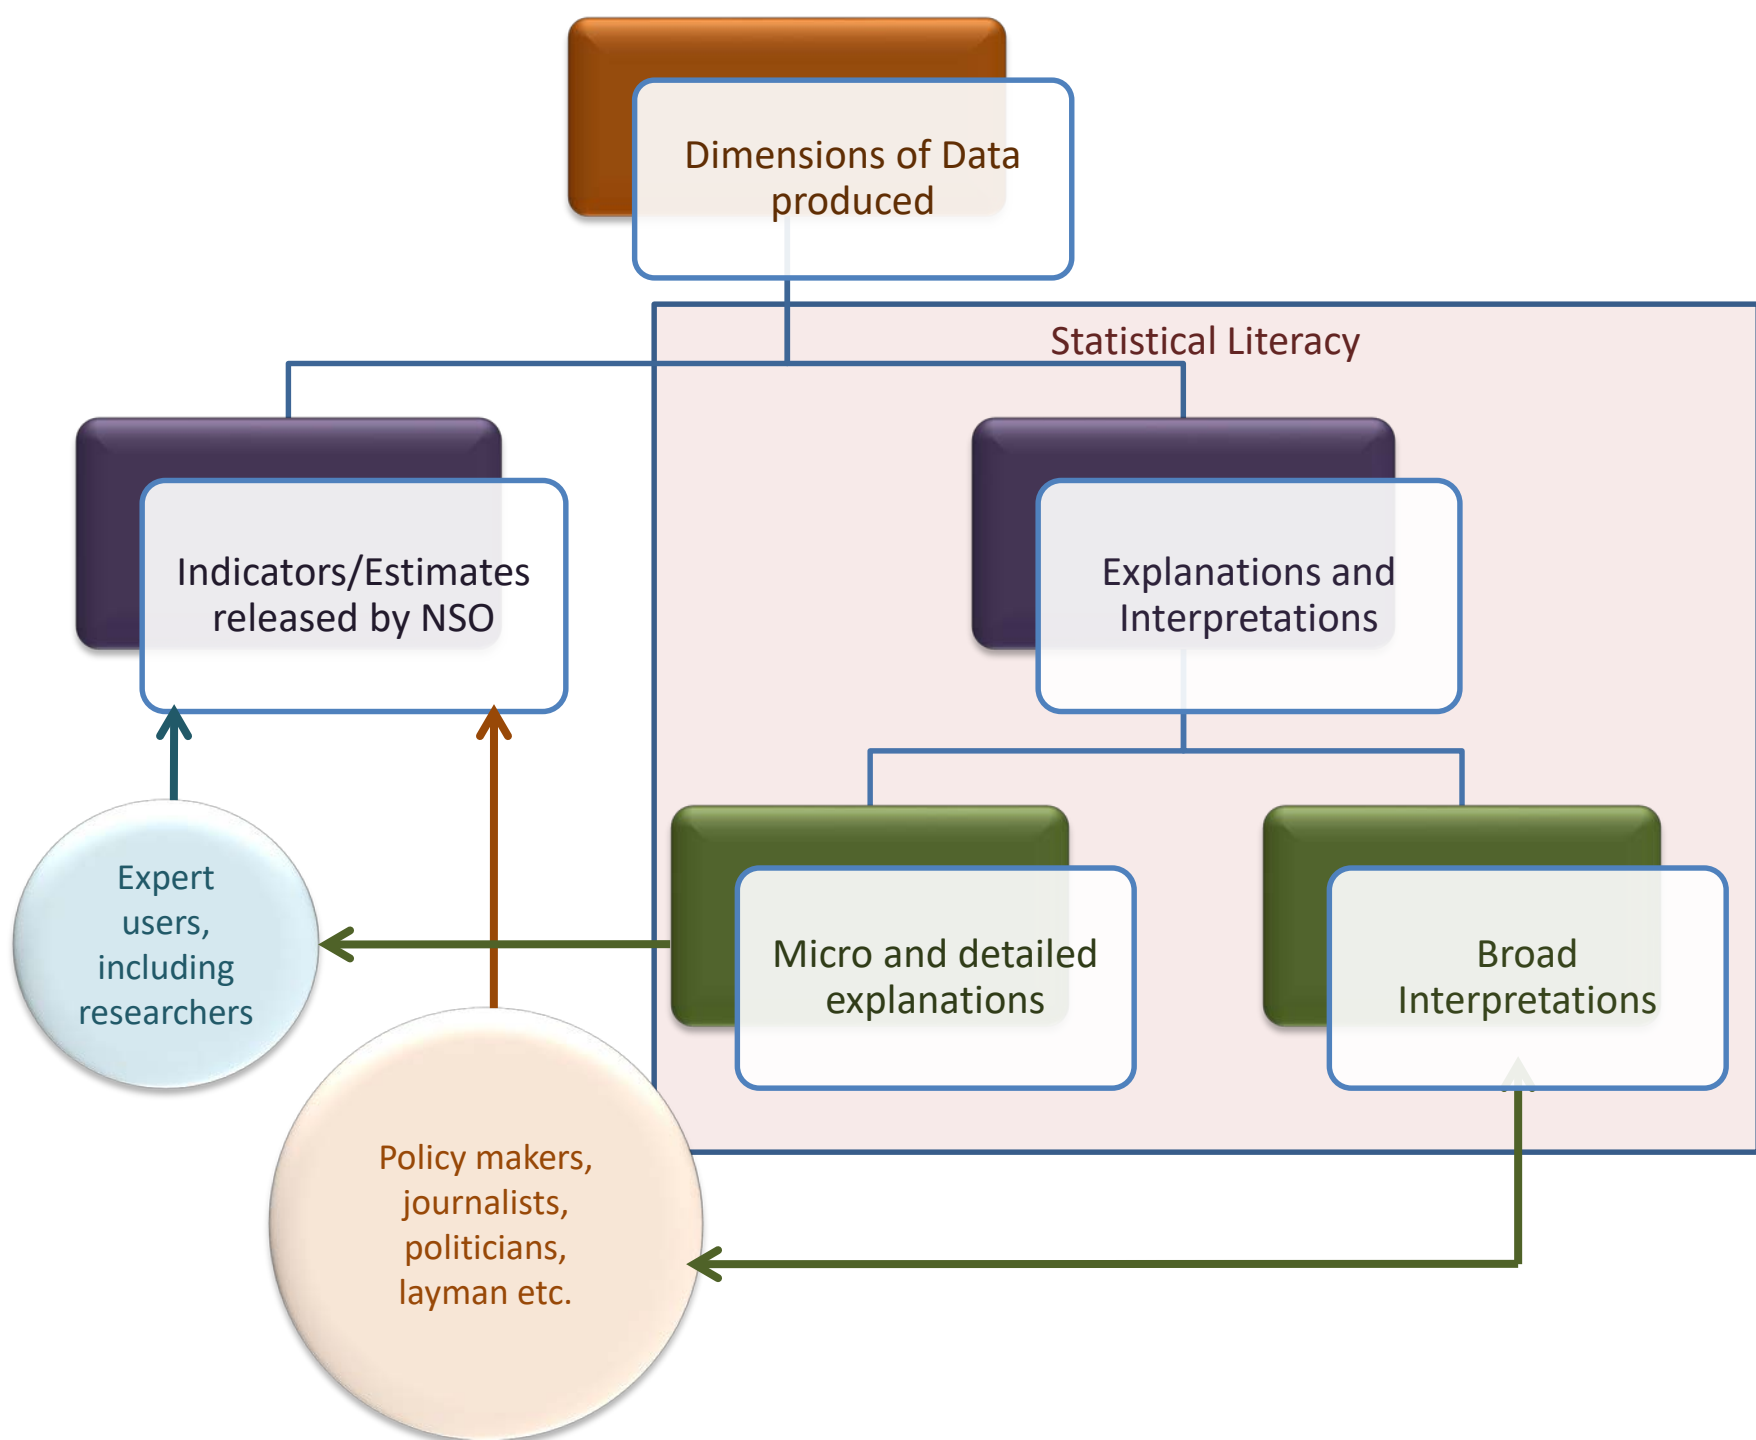 Dimensions of Data
produced
Statistical Literacy
Indicators/Estimates
released by NSO
Explanations and
Interpretations
Expert
users,
including
researchers
Micro and detailed
explanations
Broad
Interpretations
Policy makers,
journalists,
politicians,
layman etc.